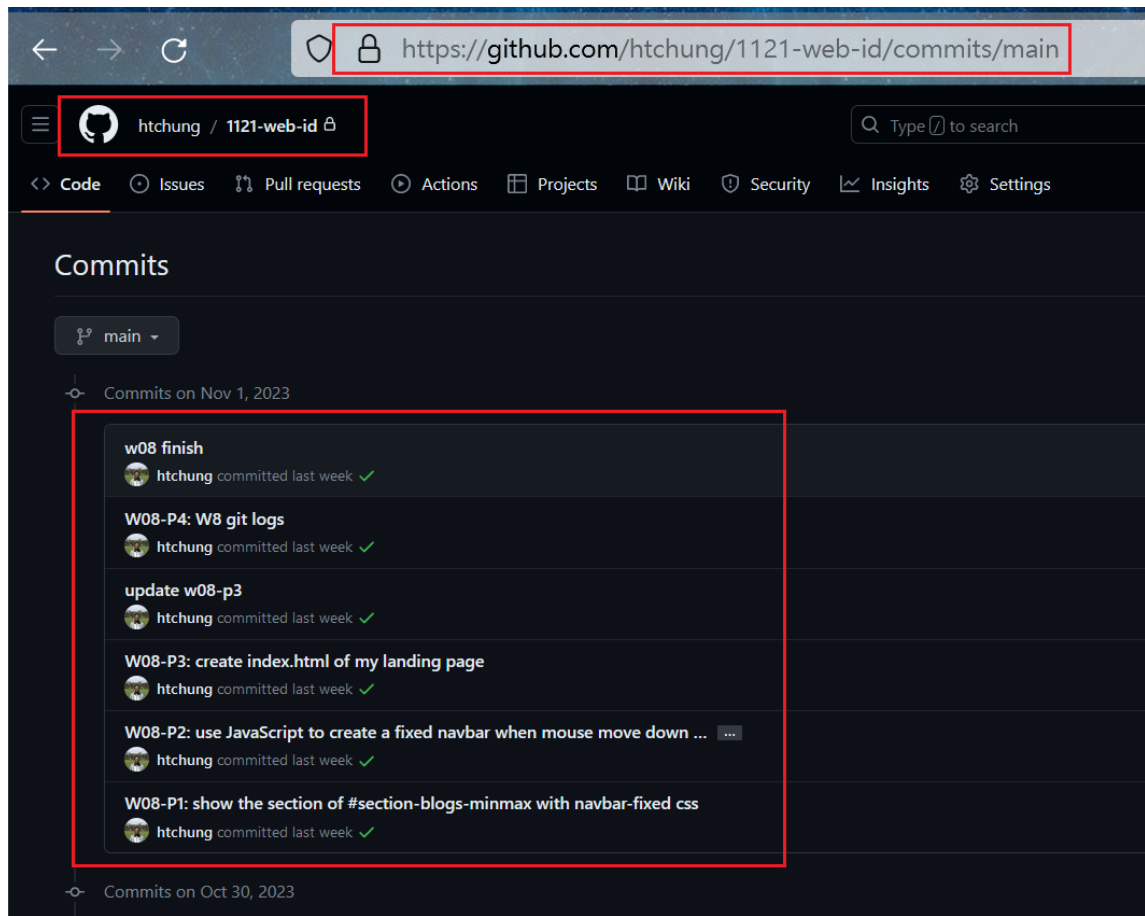 https://github.com/htchung/1121-web-id/commits/main
htchung / 1121-web-id
Type / to search
<> Code Issues Pull requests Actions Projects Wiki Security Insights Settings
Commits
main
Commits on Nov 1, 2023
w08 finish
htchung committed last week
W08-P4: W8 git logs
htchung committed last week
update w08-p3
htchung committed last week
W08-P3: create index.html of my landing page
htchung committed last week
W08-P2: use JavaScript to create a fixed navbar when mouse move down ... ...
htchung committed last week
W08-P1: show the section of #section-blogs-minmax with navbar-fixed css
htchung committed last week
Commits on Oct 30, 2023